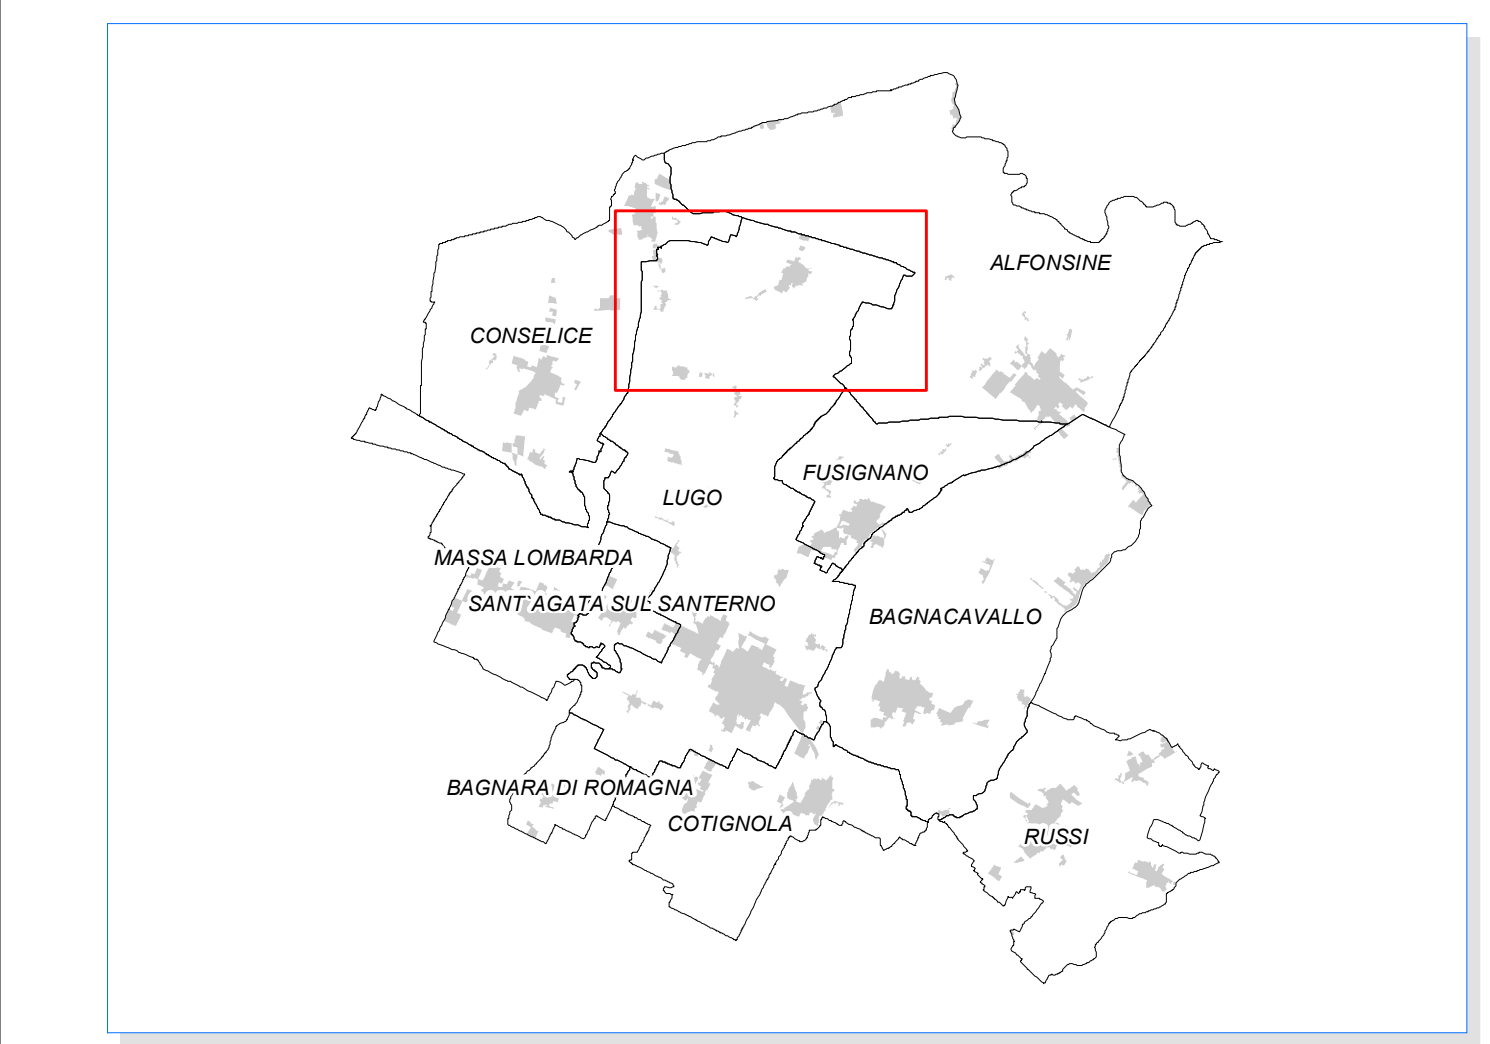 ALFONSINE
CONSELICE
FUSIGNANO
LUGO
MASSA LOMBARDA
SANT`AGATA SUL SANTERNO
BAGNACAVALLO
BAGNARA DI ROMAGNA
COTIGNOLA
RUSSI